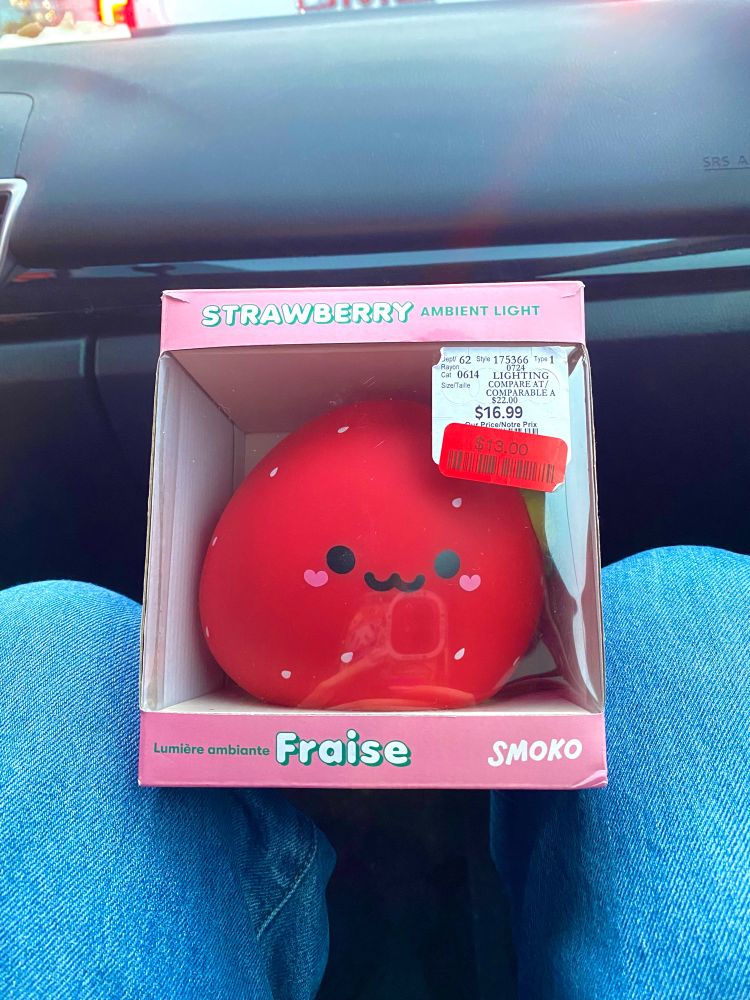 SRS A
STRAWBERRY AMBIENT LIGHT
Dept/ 62 Style 175366 Type 1
Rayon 0724
Cat 0614 LIGHTING
Size/Taille COMPARE AT/
COMPARABLE A
$22.00
$16.99
Our Price/Notre Prix
$13.00
Lumière ambiante Fraise SMOKO